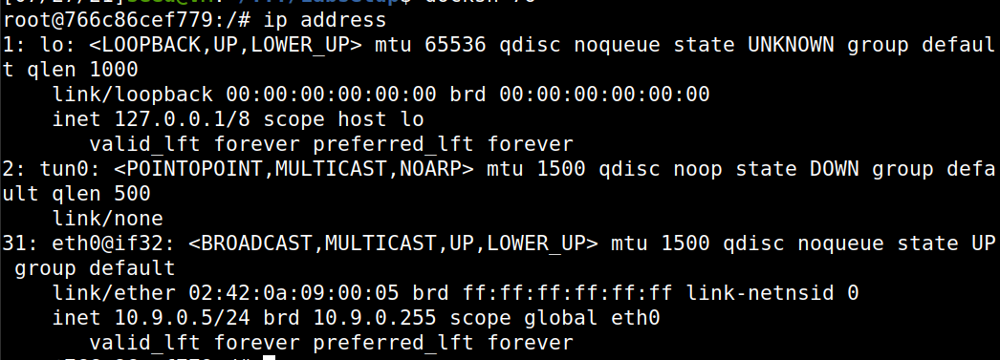 root@766c86cef779:/# ip address
1: lo: <LOOPBACK,UP,LOWER_UP> mtu 65536 qdisc noqueue state UNKNOWN group defaul
t qlen 1000
    link/loopback 00:00:00:00:00:00 brd 00:00:00:00:00:00
    inet 127.0.0.1/8 scope host lo
       valid_lft forever preferred_lft forever
2: tun0: <POINTOPOINT,MULTICAST,NOARP> mtu 1500 qdisc noop state DOWN group defa
ult qlen 500
    link/none
31: eth0@if32: <BROADCAST,MULTICAST,UP,LOWER_UP> mtu 1500 qdisc noqueue state UP
 group default
    link/ether 02:42:0a:09:00:05 brd ff:ff:ff:ff:ff:ff link-netnsid 0
    inet 10.9.0.5/24 brd 10.9.0.255 scope global eth0
       valid_lft forever preferred_lft forever